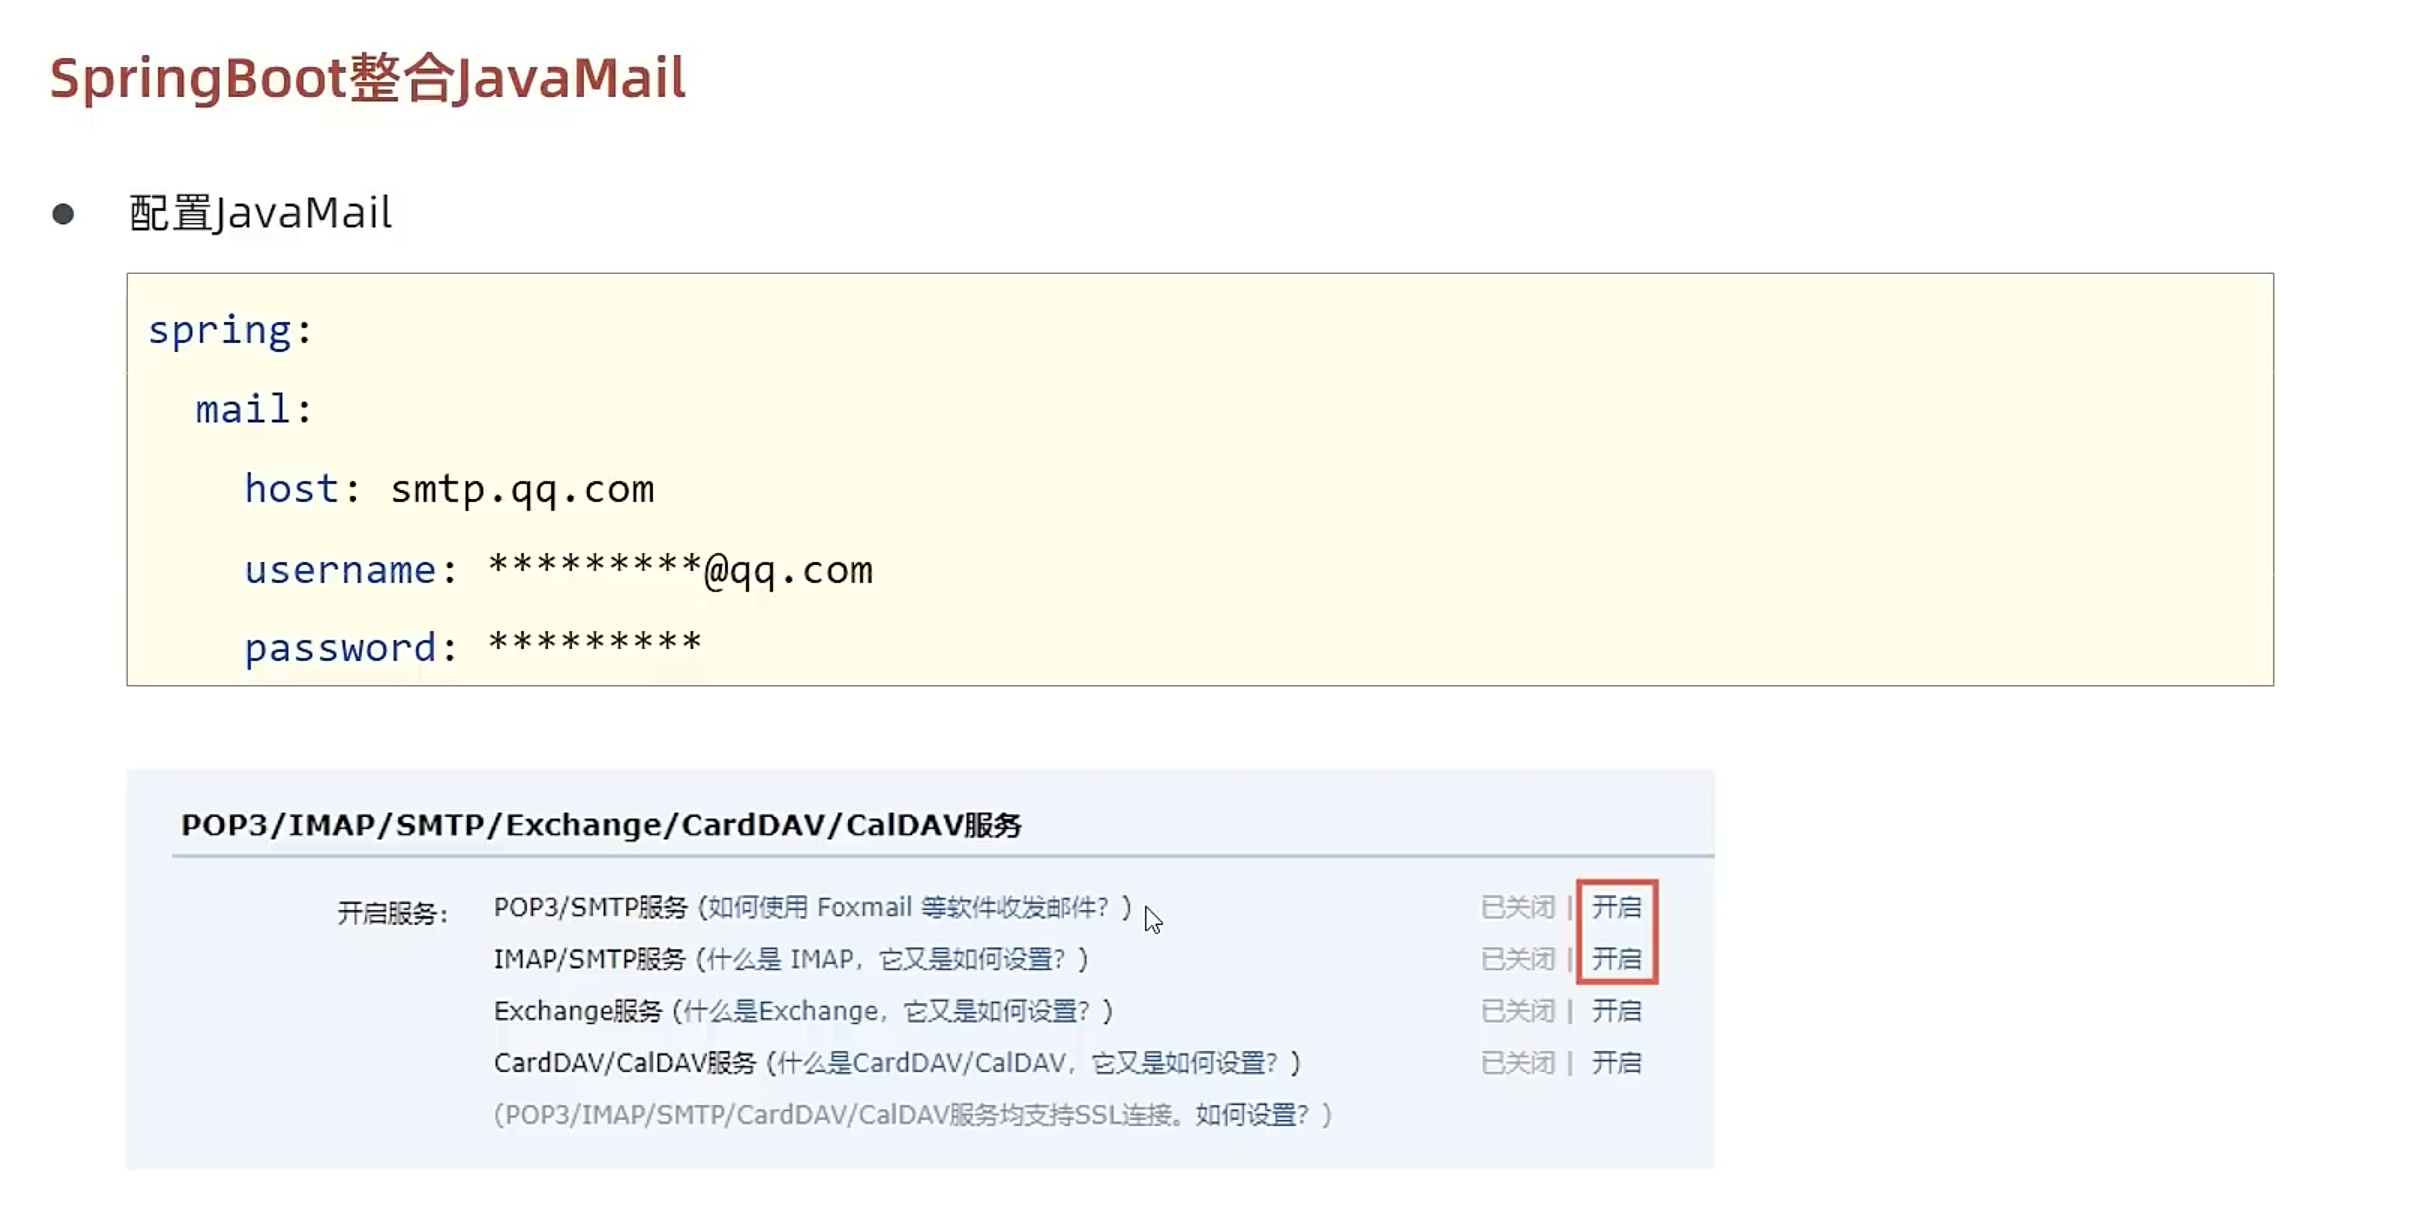 SpringBoot整合JavaMail
● 配置JavaMail
spring:
  mail:
    host: smtp.qq.com
    username: *********@qq.com
    password: *********
POP3/IMAP/SMTP/Exchange/CardDAV/CalDAV服务
开启服务： POP3/SMTP服务 (如何使用 Foxmail 等软件收发邮件？) 已关闭 | 开启
IMAP/SMTP服务 (什么是 IMAP，它又是如何设置？) 已关闭 | 开启
Exchange服务 (什么是Exchange，它又是如何设置？) 已关闭 | 开启
CardDAV/CalDAV服务 (什么是CardDAV/CalDAV，它又是如何设置？) 已关闭 | 开启
(POP3/IMAP/SMTP/CardDAV/CalDAV服务均支持SSL连接。如何设置？)